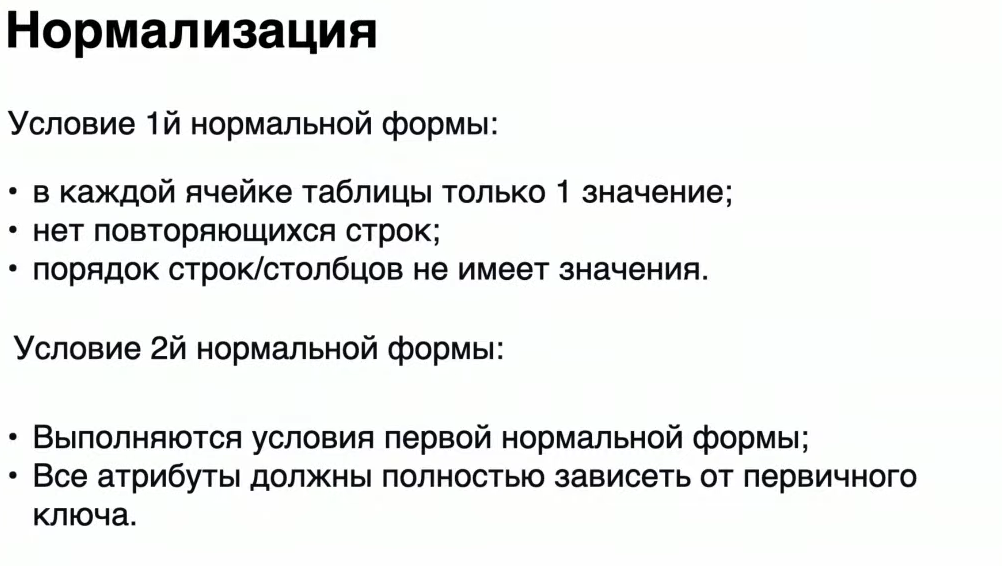 Нормализация
Условие 1й нормальной формы:
• в каждой ячейке таблицы только 1 значение;
• нет повторяющихся строк;
• порядок строк/столбцов не имеет значения.
Условие 2й нормальной формы:
• Выполняются условия первой нормальной формы;
• Все атрибуты должны полностью зависеть от первичного
ключа.